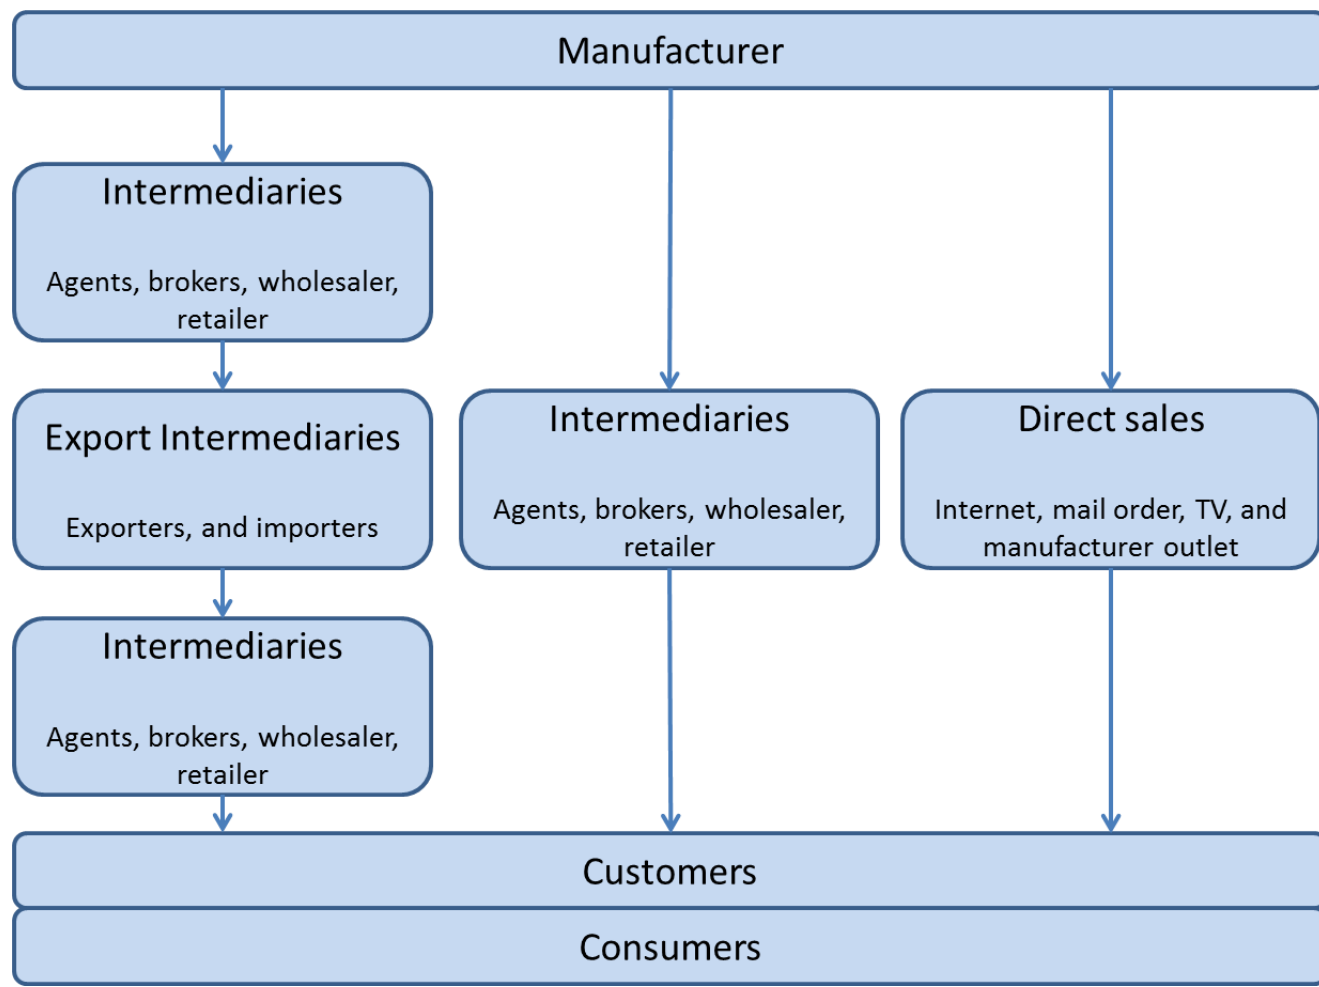 Manufacturer
Intermediaries
Agents, brokers, wholesaler,
retailer
Export Intermediaries
Exporters, and importers
Intermediaries
Agents, brokers, wholesaler,
retailer
Intermediaries
Agents, brokers, wholesaler,
retailer
Direct sales
Internet, mail order, TV, and
manufacturer outlet
Customers
Consumers